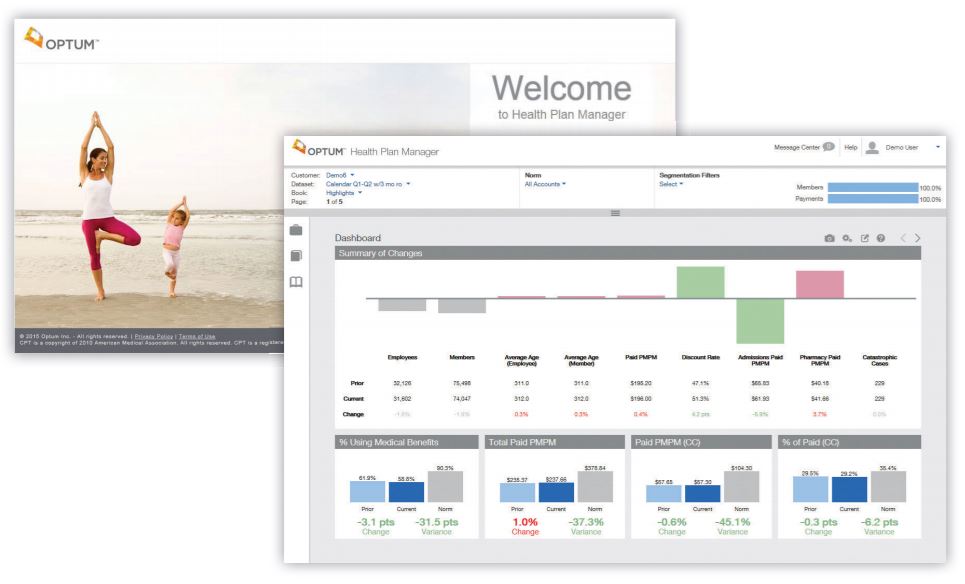 OPTUM™
Welcome
to Health Plan Manager
© 2015 Optum Inc. - All rights reserved. | Privacy Policy | Terms of Use
CPT is a copyright of 2010 American Medical Association. All rights reserved. CPT is a registere
OPTUM™ Health Plan Manager
Message Center 0 Help Demo User
Customer: Demo6
Dataset: Calendar Q1-Q2 w/3 mo ro
Book: Highlights
Page: 1 of 5
Norm
All Accounts
Segmentation Filters
Select
Members 100.0%
Payments 100.0%
Dashboard
Summary of Changes
Employees Members Average Age (Employee) Average Age (Member) Paid PMPM Discount Rate Admissions Paid PMPM Pharmacy Paid PMPM Catastrophic Cases
Prior 32,126 75,498 311.0 311.0 $195.20 47.1% $65.83 $40.16 229
Current 31,602 74,047 312.0 312.0 $196.00 51.3% $61.93 $41.66 229
Change -1.6% -1.9% 0.3% 0.3% 0.4% 4.2 pts -5.9% 3.7% 0.0%
% Using Medical Benefits
61.9% 58.8% 90.3%
Prior Current Norm
-3.1 pts -31.5 pts
Change Variance
Total Paid PMPM
$235.37 $237.66 $378.84
Prior Current Norm
1.0% -37.3%
Change Variance
Paid PMPM (CC)
$57.65 $57.30 $104.30
Prior Current Norm
-0.6% -45.1%
Change Variance
% of Paid (CC)
29.5% 29.2% 35.4%
Prior Current Norm
-0.3 pts -6.2 pts
Change Variance